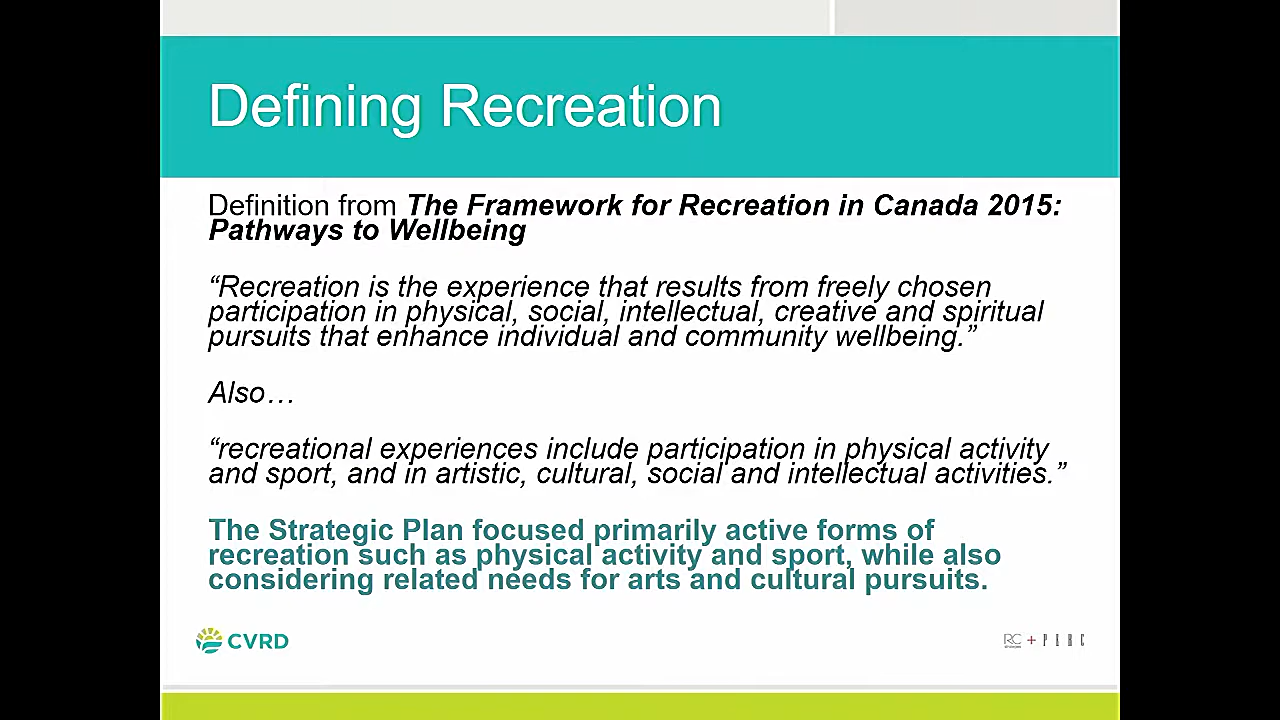 Defining Recreation
Definition from The Framework for Recreation in Canada 2015:
Pathways to Wellbeing
“Recreation is the experience that results from freely chosen
participation in physical, social, intellectual, creative and spiritual
pursuits that enhance individual and community wellbeing.”
Also…
“recreational experiences include participation in physical activity
and sport, and in artistic, cultural, social and intellectual activities.”
The Strategic Plan focused primarily active forms of
recreation such as physical activity and sport, while also
considering related needs for arts and cultural pursuits.
CVRD
RC + PERC